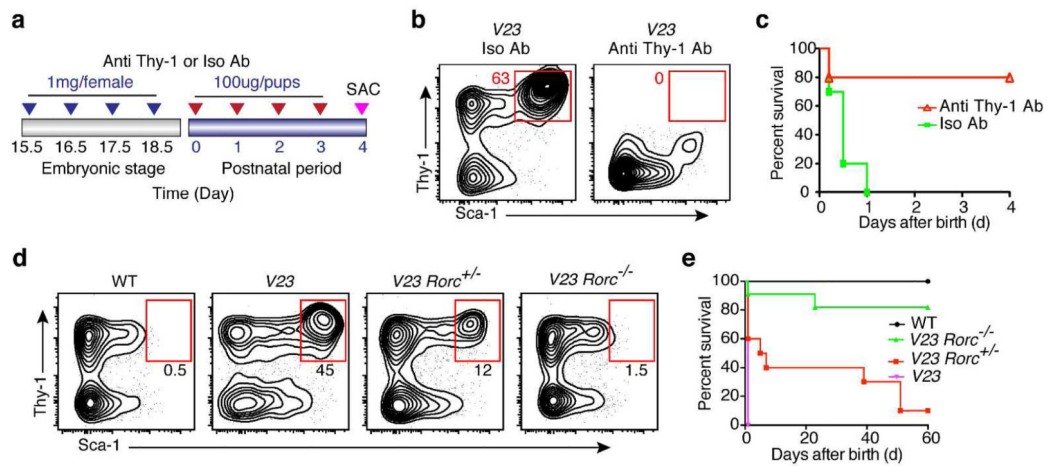 a
Anti Thy-1 or Iso Ab
1mg/female
100ug/pups
SAC
15.5 16.5 17.5 18.5
0 1 2 3 4
Embryonic stage
Postnatal period
Time (Day)
b
V23
Iso Ab
V23
Anti Thy-1 Ab
63
0
Thy-1
Sca-1
c
Percent survival
100
80
60
40
20
0
0 1 2 3 4
Days after birth (d)
Anti Thy-1 Ab
Iso Ab
d
WT
V23
V23 Rorc+/-
V23 Rorc-/-
0.5
45
12
1.5
Thy-1
Sca-1
e
Percent survival
100
80
60
40
20
0
0 20 40 60
Days after birth (d)
WT
V23 Rorc-/-
V23 Rorc+/-
V23